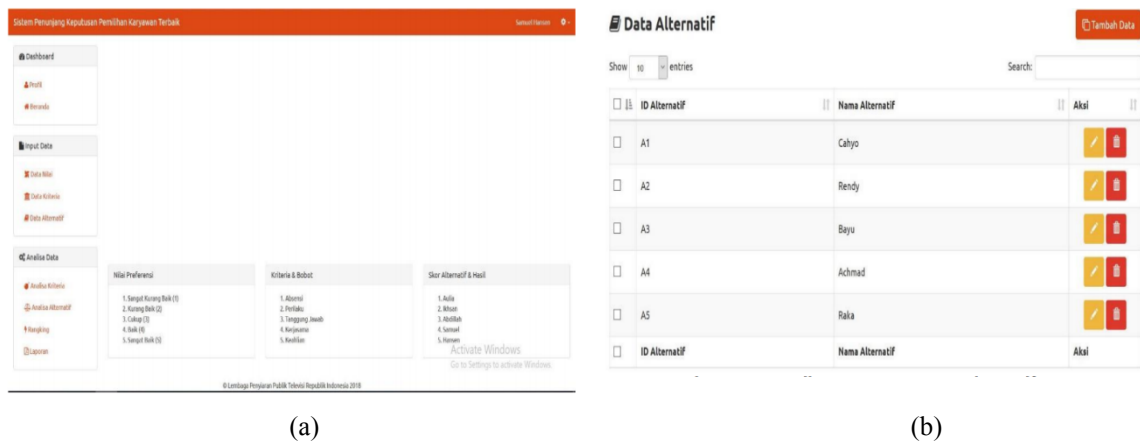 Sistem Penunjang Keputusan Pemilihan Karyawan Terbaik
Samuel Hansen
Dashboard
Profil
Beranda
Input Data
Data Nilai
Data Kriteria
Data Alternatif
Analisa Data
Analisa Kriteria
Analisa Alternatif
Rangking
Laporan
Nilai Preferensi
1. Sangat Kurang Baik (1)
2. Kurang Baik (2)
3. Cukup (3)
4. Baik (4)
5. Sangat Baik (5)
Kriteria & Bobot
1. Absensi
2. Perilaku
3. Tanggung Jawab
4. Kerjasama
5. Keahlian
Skor Alternatif & Hasil
1. Aulia
2. Ikhsan
3. Abdillah
4. Samuel
5. Hansen
Activate Windows
Go to Settings to activate Windows.
© Lembaga Penyiaran Publik Televisi Republik Indonesia 2018
(a)
Data Alternatif
Tambah Data
Show 10 entries
Search:
ID Alternatif Nama Alternatif Aksi
A1 Cahyo
A2 Rendy
A3 Bayu
A4 Achmad
A5 Raka
ID Alternatif Nama Alternatif Aksi
(b)